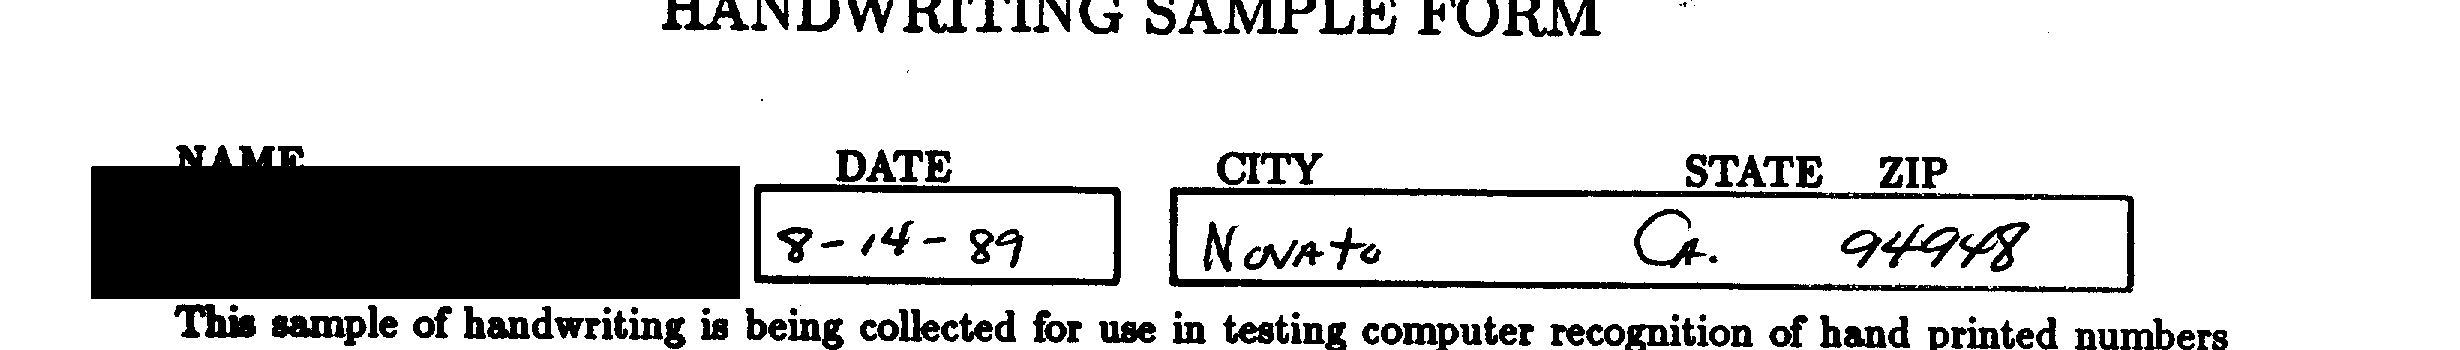 HANDWRITING SAMPLE FORM
NAME DATE CITY STATE ZIP
8-14-89 Novato CA. 94948
This sample of handwriting is being collected for use in testing computer recognition of hand printed numbers